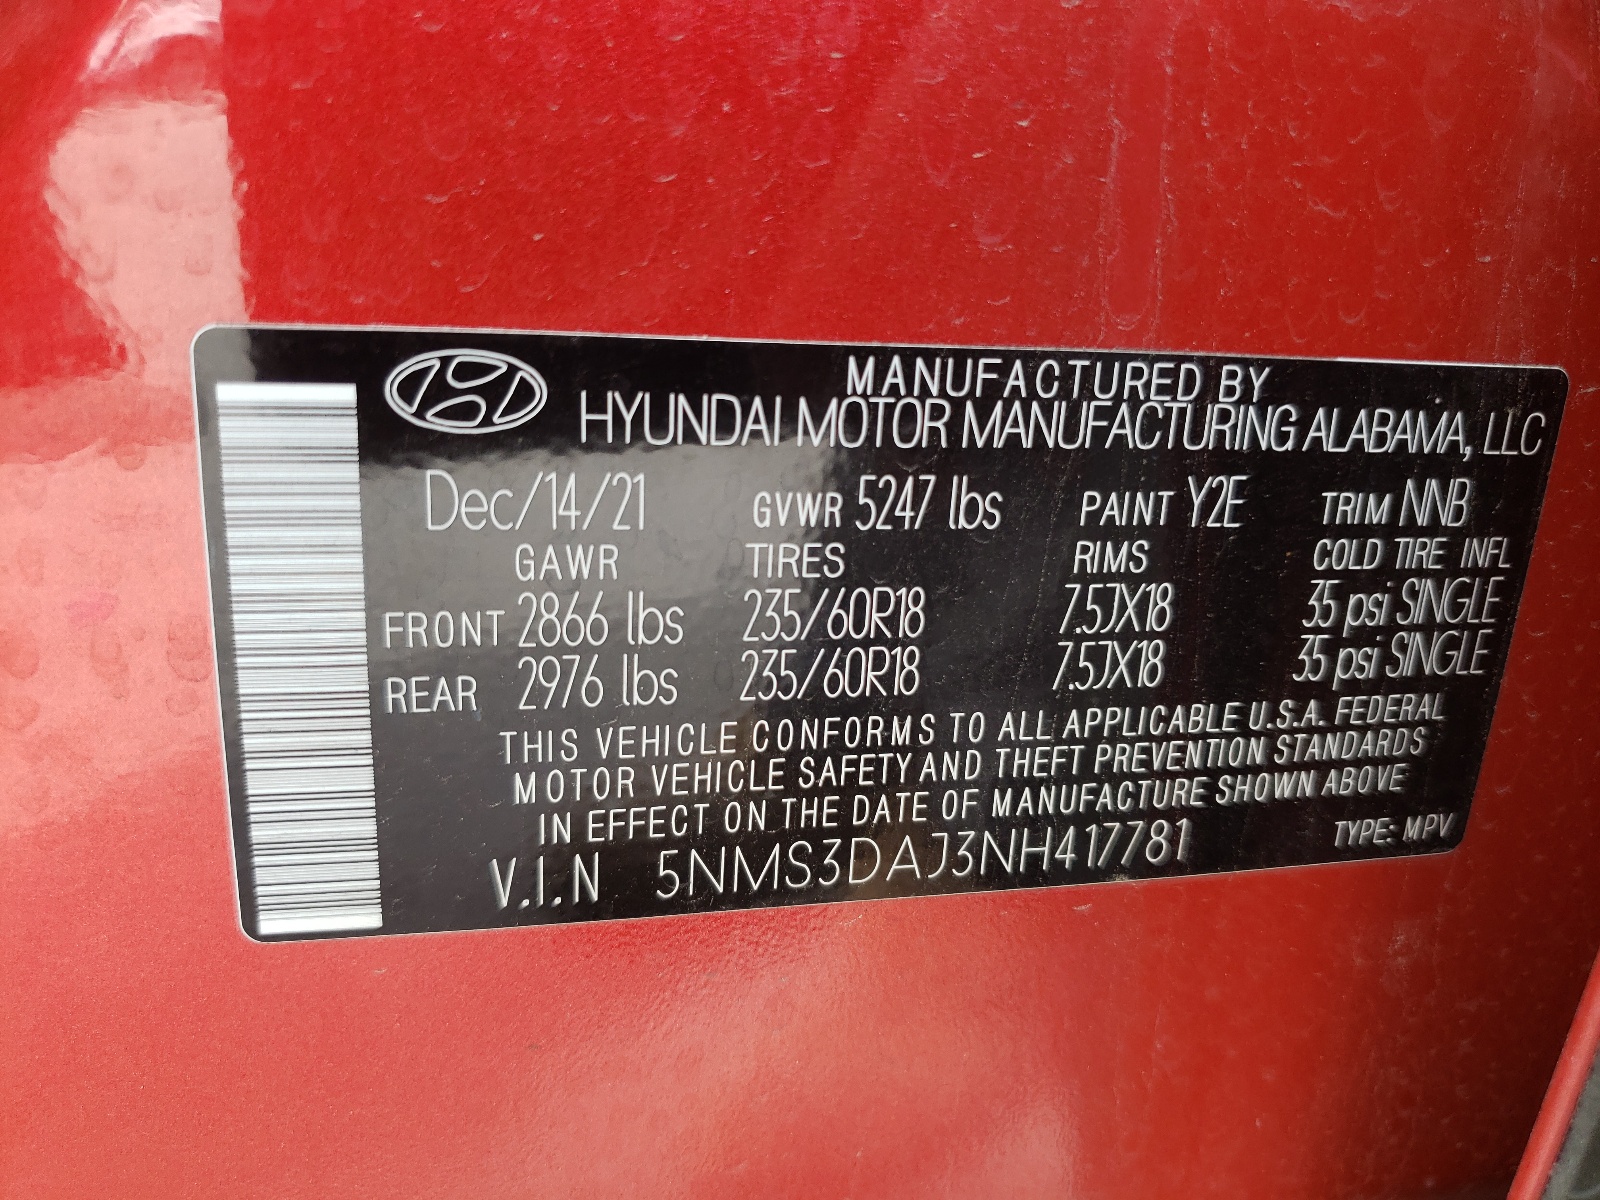 MANUFACTURED BY
HYUNDAI MOTOR MANUFACTURING ALABAMA, LLC
Dec/14/21 GVWR 5247 lbs PAINT Y2E TRIM NNB
GAWR TIRES RIMS COLD TIRE INFL
FRONT 2866 lbs 235/60R18 7.5JX18 35 psi SINGLE
REAR 2976 lbs 235/60R18 7.5JX18 35 psi SINGLE
THIS VEHICLE CONFORMS TO ALL APPLICABLE U.S.A. FEDERAL
MOTOR VEHICLE SAFETY AND THEFT PREVENTION STANDARDS
IN EFFECT ON THE DATE OF MANUFACTURE SHOWN ABOVE
V.I.N 5NMS3DAJ3NH417781 TYPE: MPV